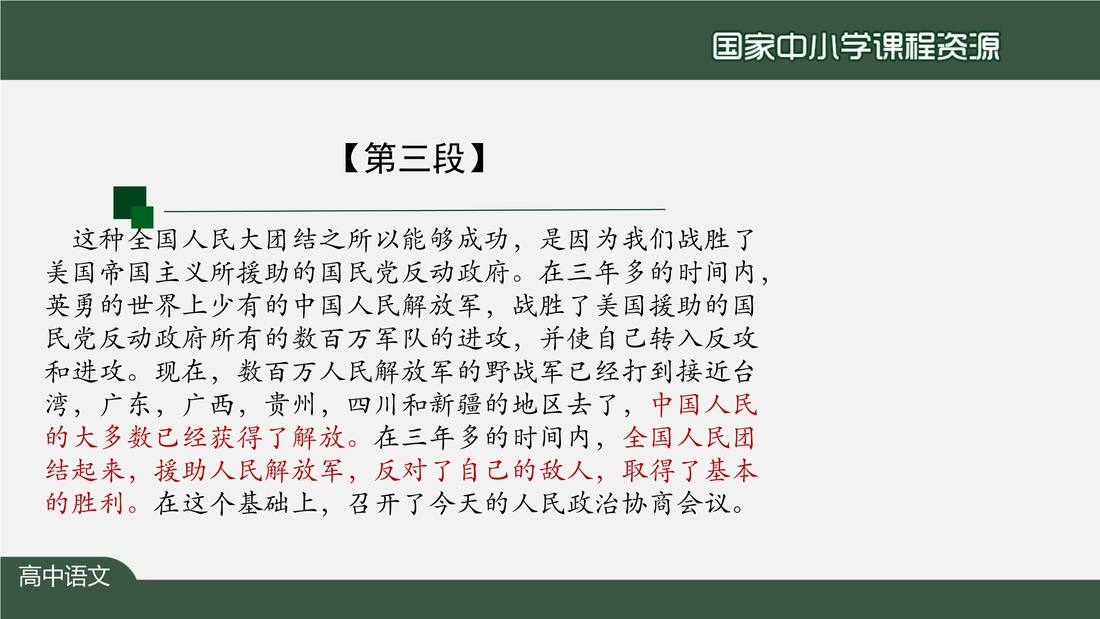 国家中小学课程资源
【第三段】
这种全国人民大团结之所以能够成功，是因为我们战胜了
美国帝国主义所援助的国民党反动政府。在三年多的时间内，
英勇的世界上少有的中国人民解放军，战胜了美国援助的国
民党反动政府所有的数百万军队的进攻，并使自己转入反攻
和进攻。现在，数百万人民解放军的野战军已经打到接近台
湾，广东，广西，贵州，四川和新疆的地区去了，中国人民
的大多数已经获得了解放。在三年多的时间内，全国人民团
结起来，援助人民解放军，反对了自己的敌人，取得了基本
的胜利。在这个基础上，召开了今天的人民政治协商会议。
高中语文